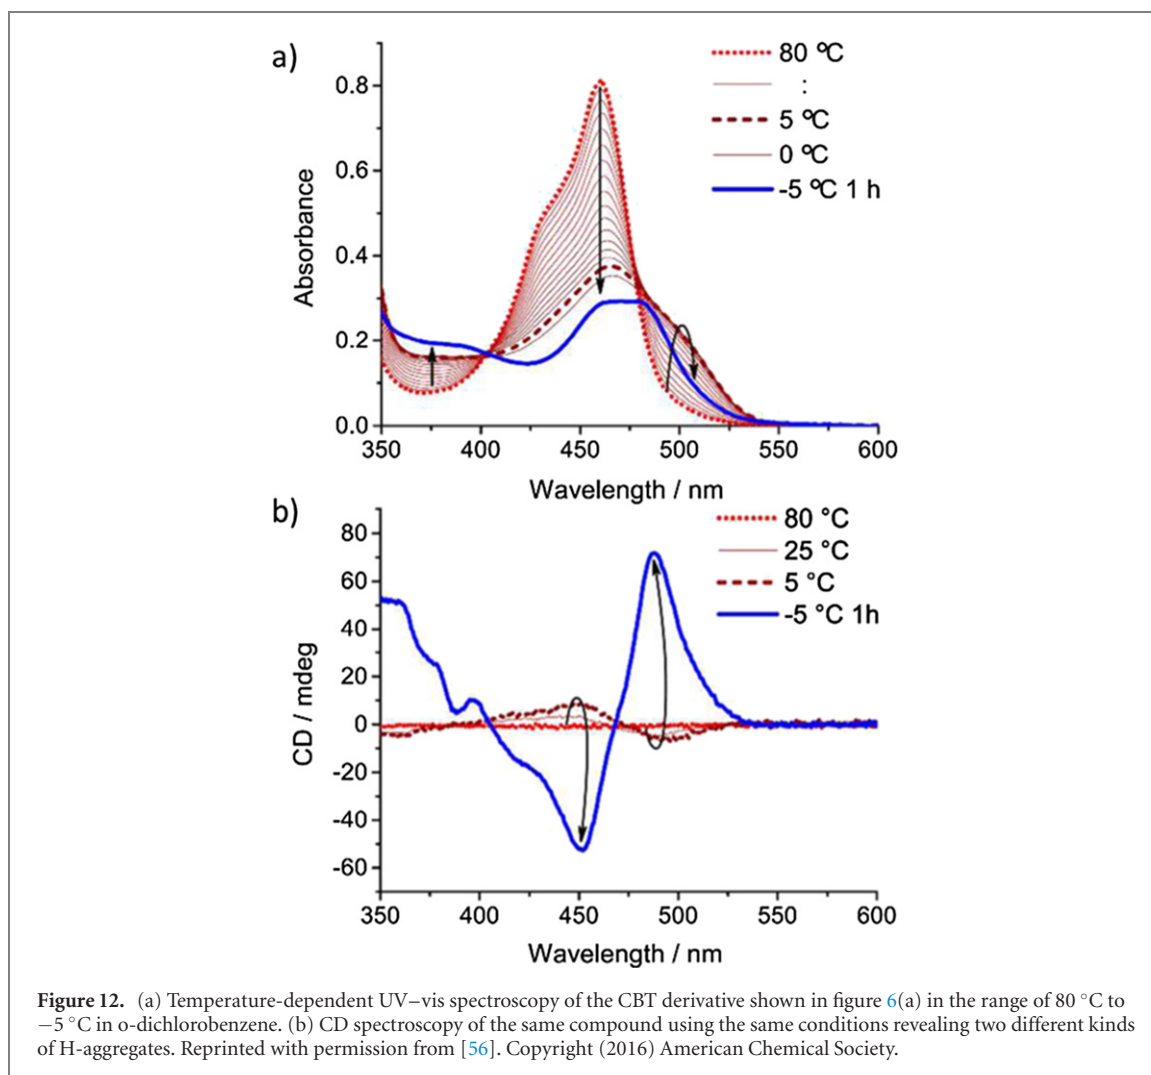 a)
80 ºC
:
5 ºC
0 ºC
-5 ºC 1 h
Absorbance
0.8
0.6
0.4
0.2
0.0
350 400 450 500 550 600
Wavelength / nm
b)
80 °C
25 °C
5 °C
-5 °C 1h
CD / mdeg
80
60
40
20
0
-20
-40
-60
350 400 450 500 550 600
Wavelength / nm
Figure 12. (a) Temperature-dependent UV–vis spectroscopy of the CBT derivative shown in figure 6(a) in the range of 80 °C to
−5 °C in o-dichlorobenzene. (b) CD spectroscopy of the same compound using the same conditions revealing two different kinds
of H-aggregates. Reprinted with permission from [56]. Copyright (2016) American Chemical Society.